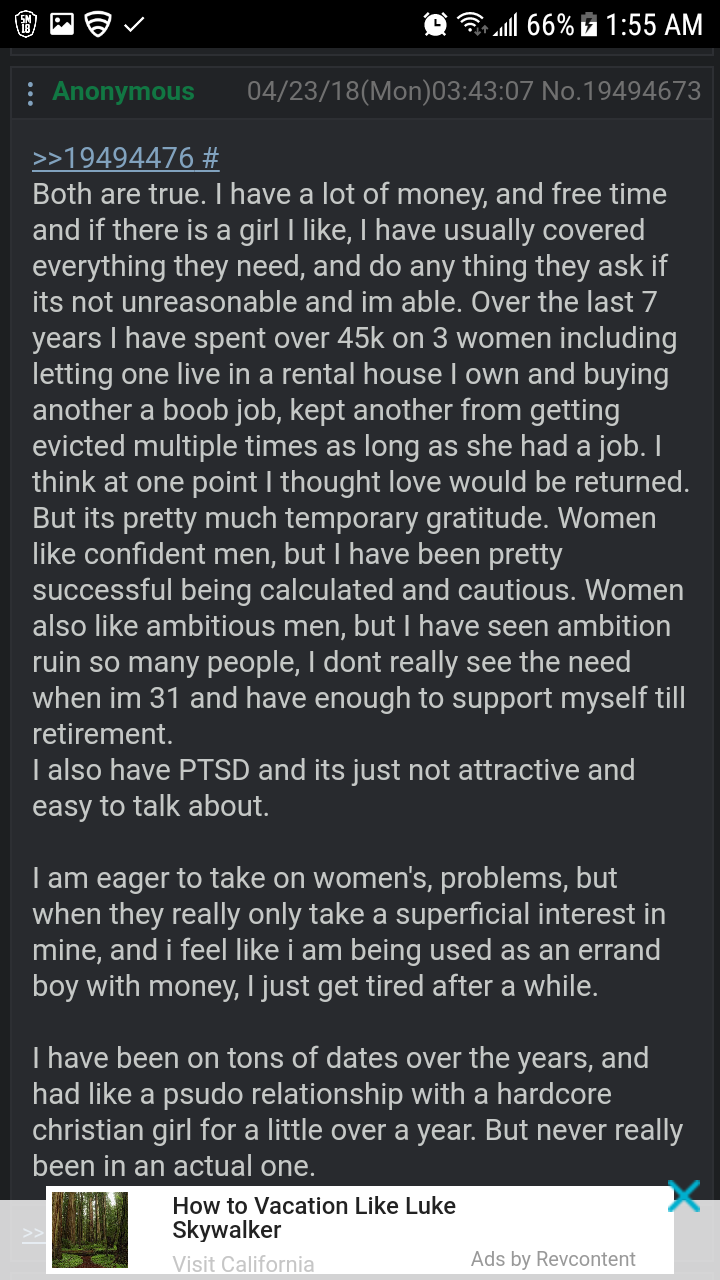 SN
18
66%
1:55 AM
Anonymous
04/23/18(Mon)03:43:07 No.19494673
>>19494476 #
Both are true. I have a lot of money, and free time
and if there is a girl I like, I have usually covered
everything they need, and do any thing they ask if
its not unreasonable and im able. Over the last 7
years I have spent over 45k on 3 women including
letting one live in a rental house I own and buying
another a boob job, kept another from getting
evicted multiple times as long as she had a job. I
think at one point I thought love would be returned.
But its pretty much temporary gratitude. Women
like confident men, but I have been pretty
successful being calculated and cautious. Women
also like ambitious men, but I have seen ambition
ruin so many people, I dont really see the need
when im 31 and have enough to support myself till
retirement.
I also have PTSD and its just not attractive and
easy to talk about.
I am eager to take on women's, problems, but
when they really only take a superficial interest in
mine, and i feel like i am being used as an errand
boy with money, I just get tired after a while.
I have been on tons of dates over the years, and
had like a psudo relationship with a hardcore
christian girl for a little over a year. But never really
been in an actual one.
>>
How to Vacation Like Luke
Skywalker
Visit California
Ads by Revcontent